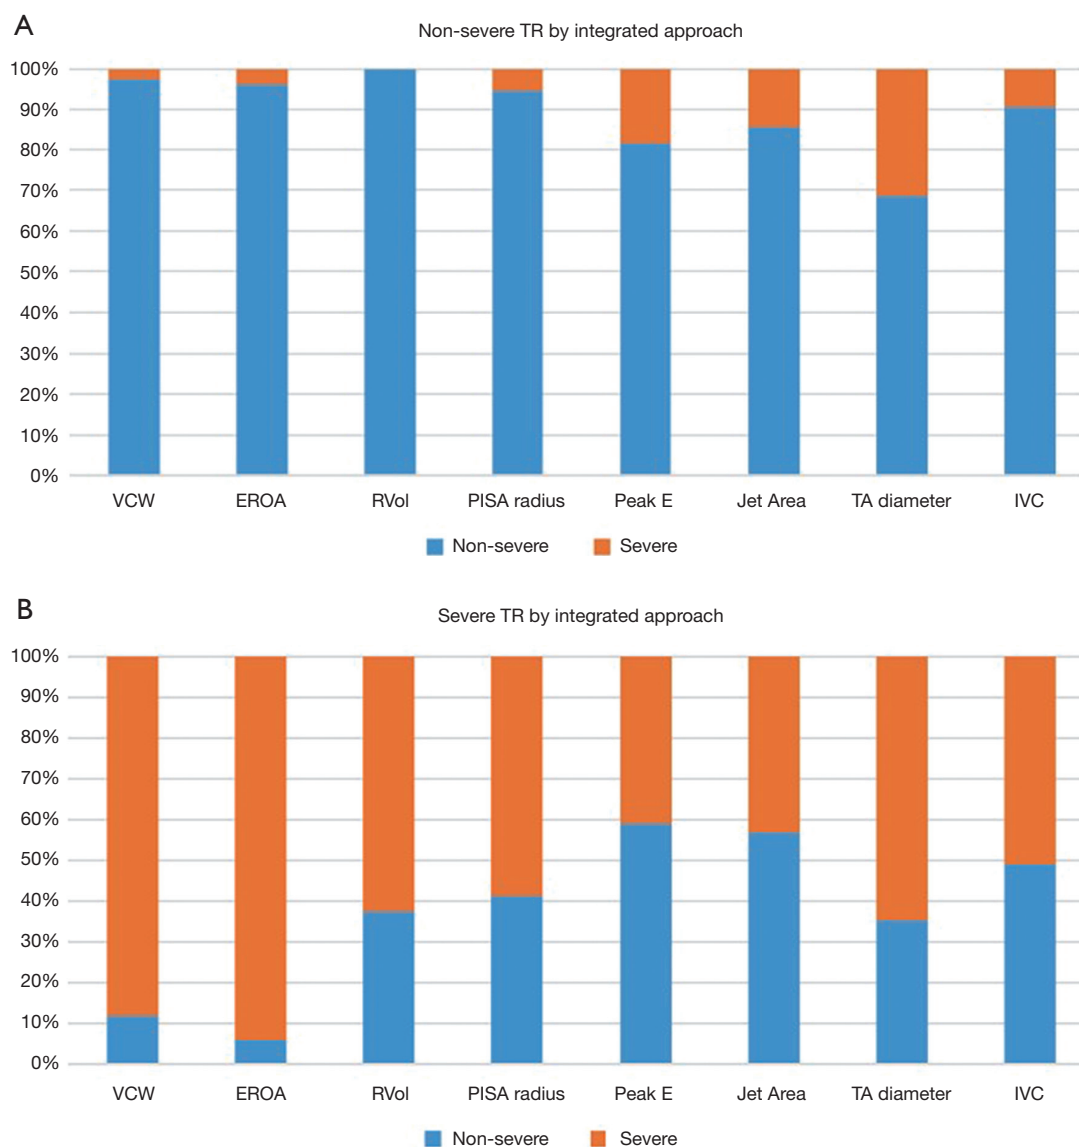 A
Non-severe TR by integrated approach
100%
90%
80%
70%
60%
50%
40%
30%
20%
10%
0%
VCW EROA RVol PISA radius Peak E Jet Area TA diameter IVC
Non-severe Severe
B
Severe TR by integrated approach
100%
90%
80%
70%
60%
50%
40%
30%
20%
10%
0%
VCW EROA RVol PISA radius Peak E Jet Area TA diameter IVC
Non-severe Severe